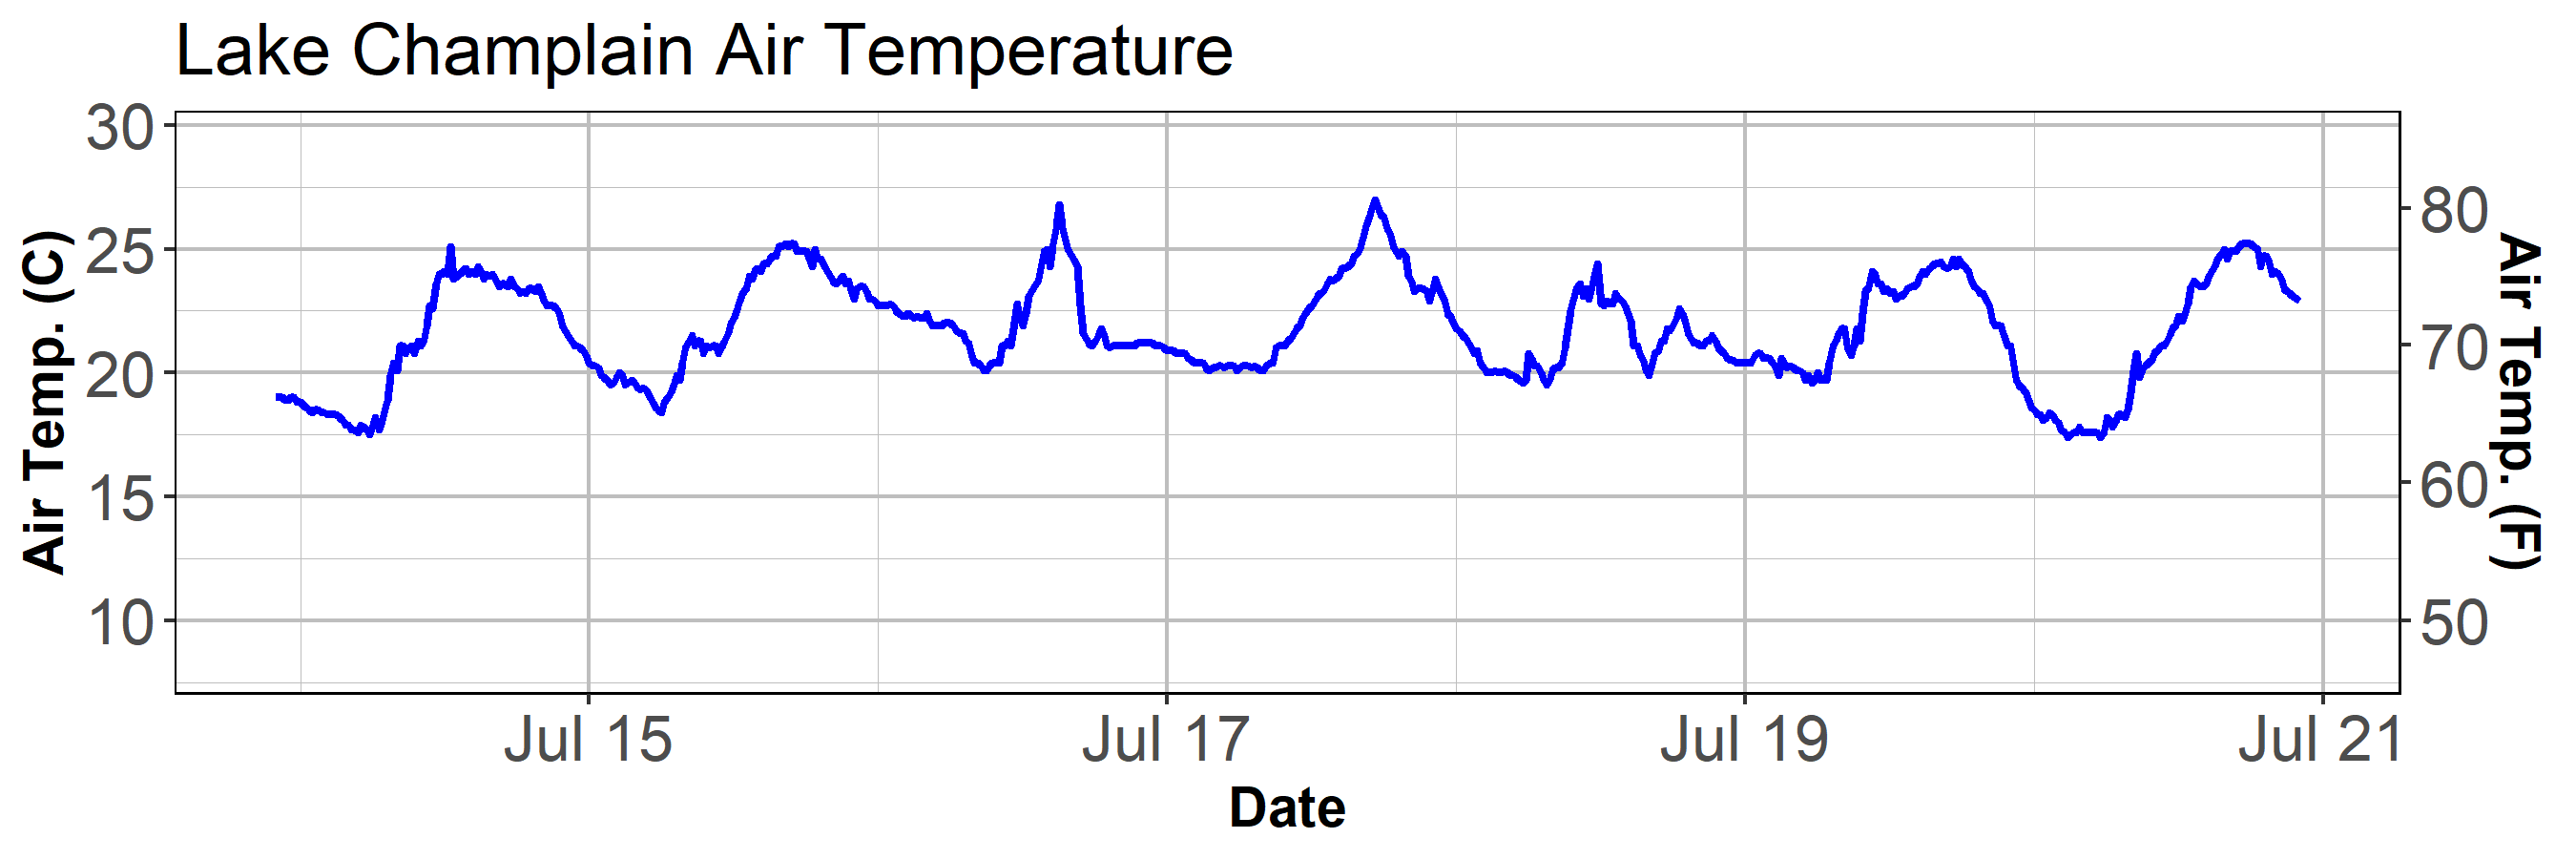 Lake Champlain Air Temperature
30
25
20
15
10
Air Temp. (C)
80
70
60
50
Air Temp. (F)
Jul 15 Jul 17 Jul 19 Jul 21
Date